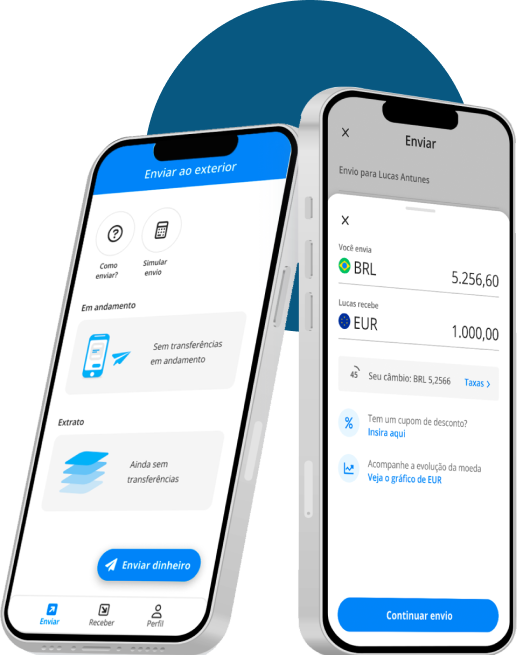 Enviar ao exterior
Como
enviar?
Simular
envio
Em andamento
Sem transferências
em andamento
Extrato
Ainda sem
transferências
Enviar dinheiro
Enviar
Receber
Perfil
Enviar
Envio para Lucas Antunes
Você envia
BRL
5.256,60
Lucas recebe
EUR
1.000,00
45
Seu câmbio: BRL 5,2566
Taxas
Tem um cupom de desconto?
Insira aqui
Acompanhe a evolução da moeda
Veja o gráfico de EUR
Continuar envio